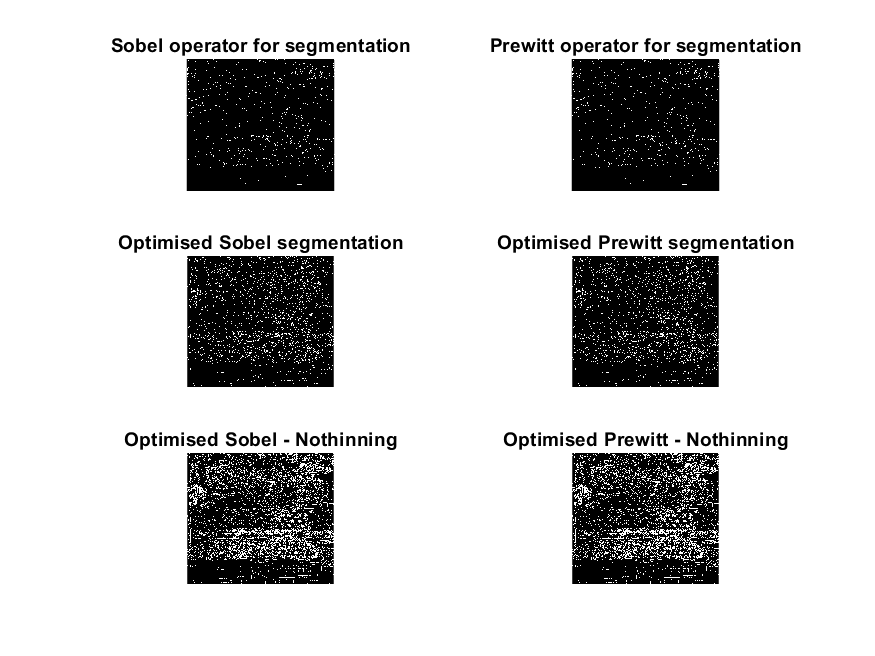 Sobel operator for segmentation
Prewitt operator for segmentation
Optimised Sobel segmentation
Optimised Prewitt segmentation
Optimised Sobel - Nothinning
Optimised Prewitt - Nothinning